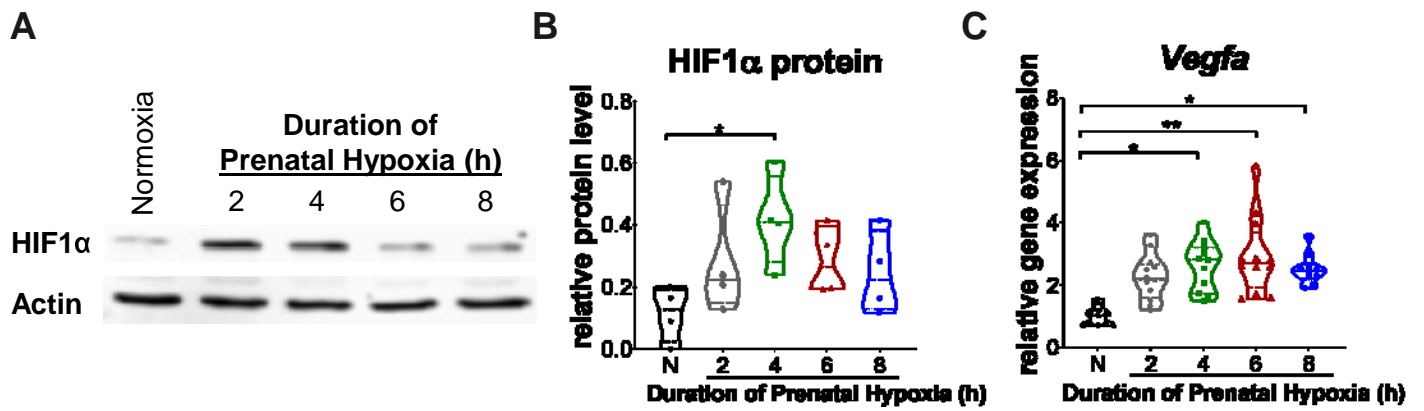 A
Normoxia
Duration of
Prenatal Hypoxia (h)
2 4 6 8
HIF1α
Actin
B
HIF1α protein
relative protein level
0.8
0.6
0.4
0.2
0.0
*
N 2 4 6 8
Duration of Prenatal Hypoxia (h)
C
Vegfa
relative gene expression
8
6
4
2
0
*
**
*
N 2 4 6 8
Duration of Prenatal Hypoxia (h)